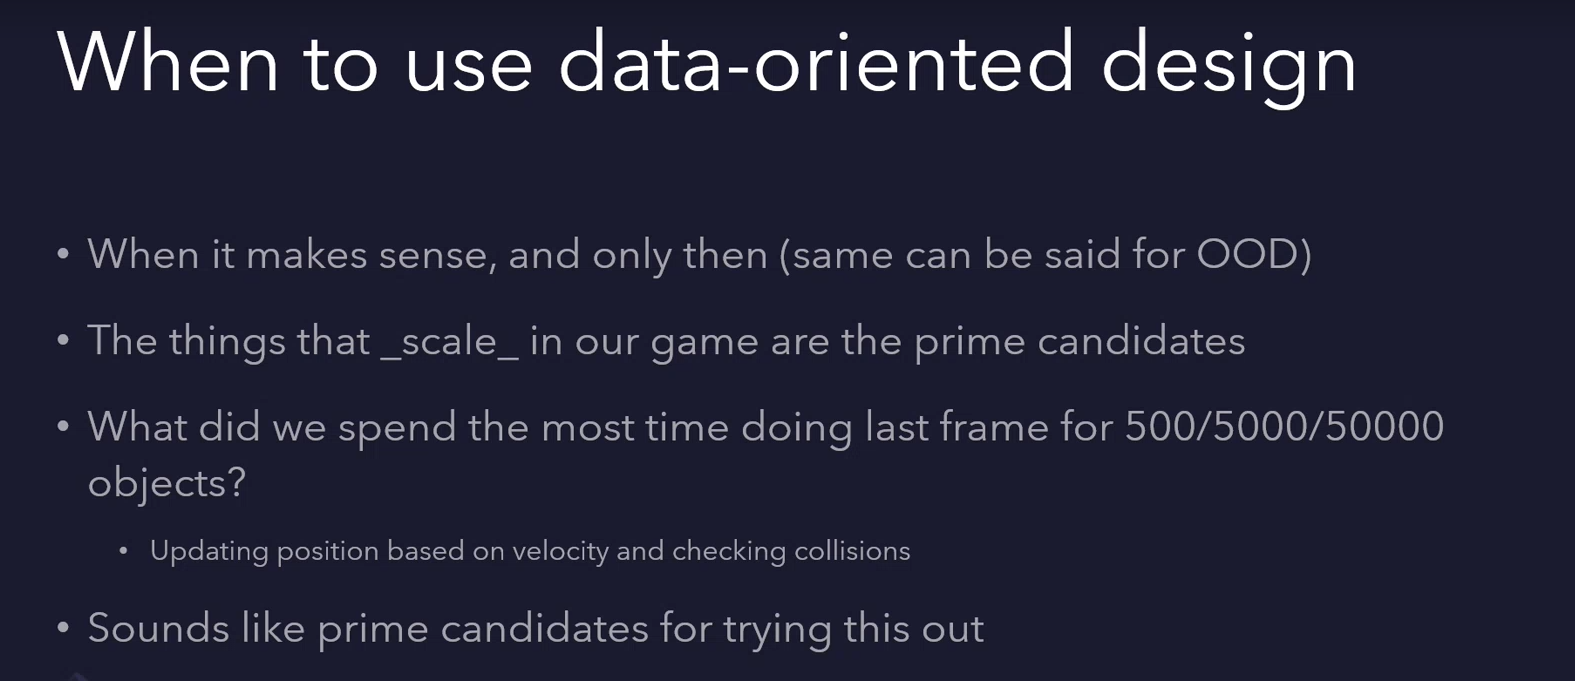 When to use data-oriented design
• When it makes sense, and only then (same can be said for OOD)
• The things that _scale_ in our game are the prime candidates
• What did we spend the most time doing last frame for 500/5000/50000
objects?
• Updating position based on velocity and checking collisions
• Sounds like prime candidates for trying this out